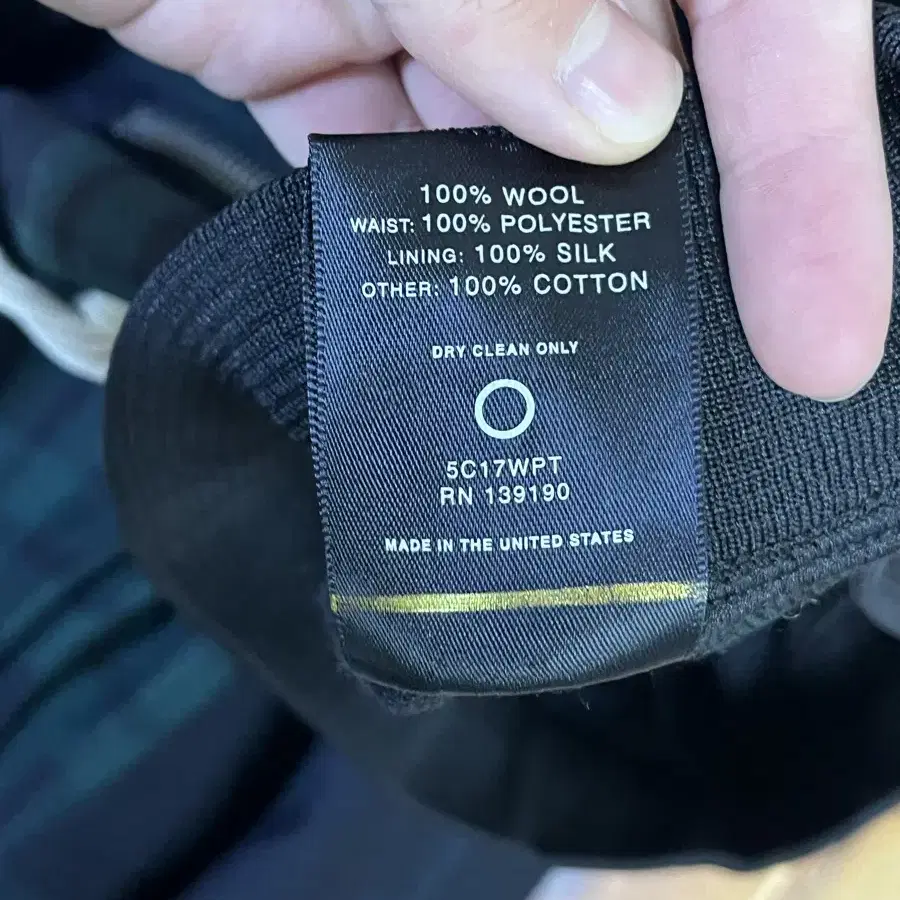 100% WOOL
WAIST: 100% POLYESTER
LINING: 100% SILK
OTHER: 100% COTTON
DRY CLEAN ONLY
5C17WPT
RN 139190
MADE IN THE UNITED STATES